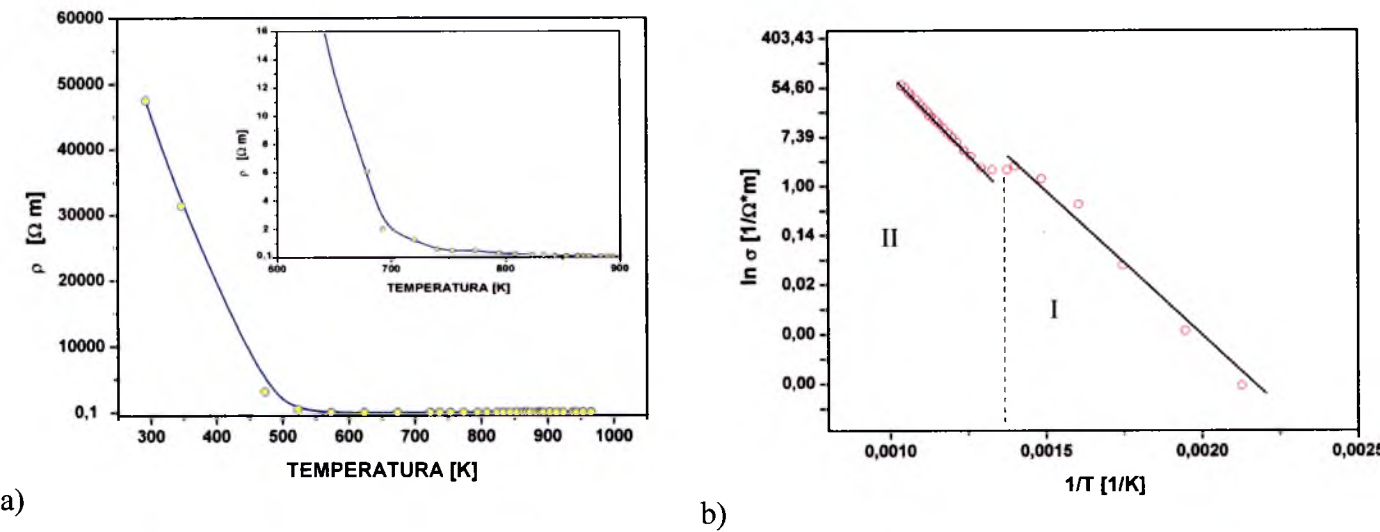 60000
50000
40000
30000
20000
10000
0,1
ρ [Ω m]
300 400 500 600 700 800 900 1000
TEMPERATURA [K]
16
14
12
10
8
6
4
2
0,1
ρ [Ω m]
600 700 800 900
TEMPERATURA [K]
a)
403,43
54,60
7,39
1,00
0,14
0,02
0,00
0,00
ln σ [1/Ω*m]
II
I
0,0010 0,0015 0,0020 0,0025
1/T [1/K]
b)